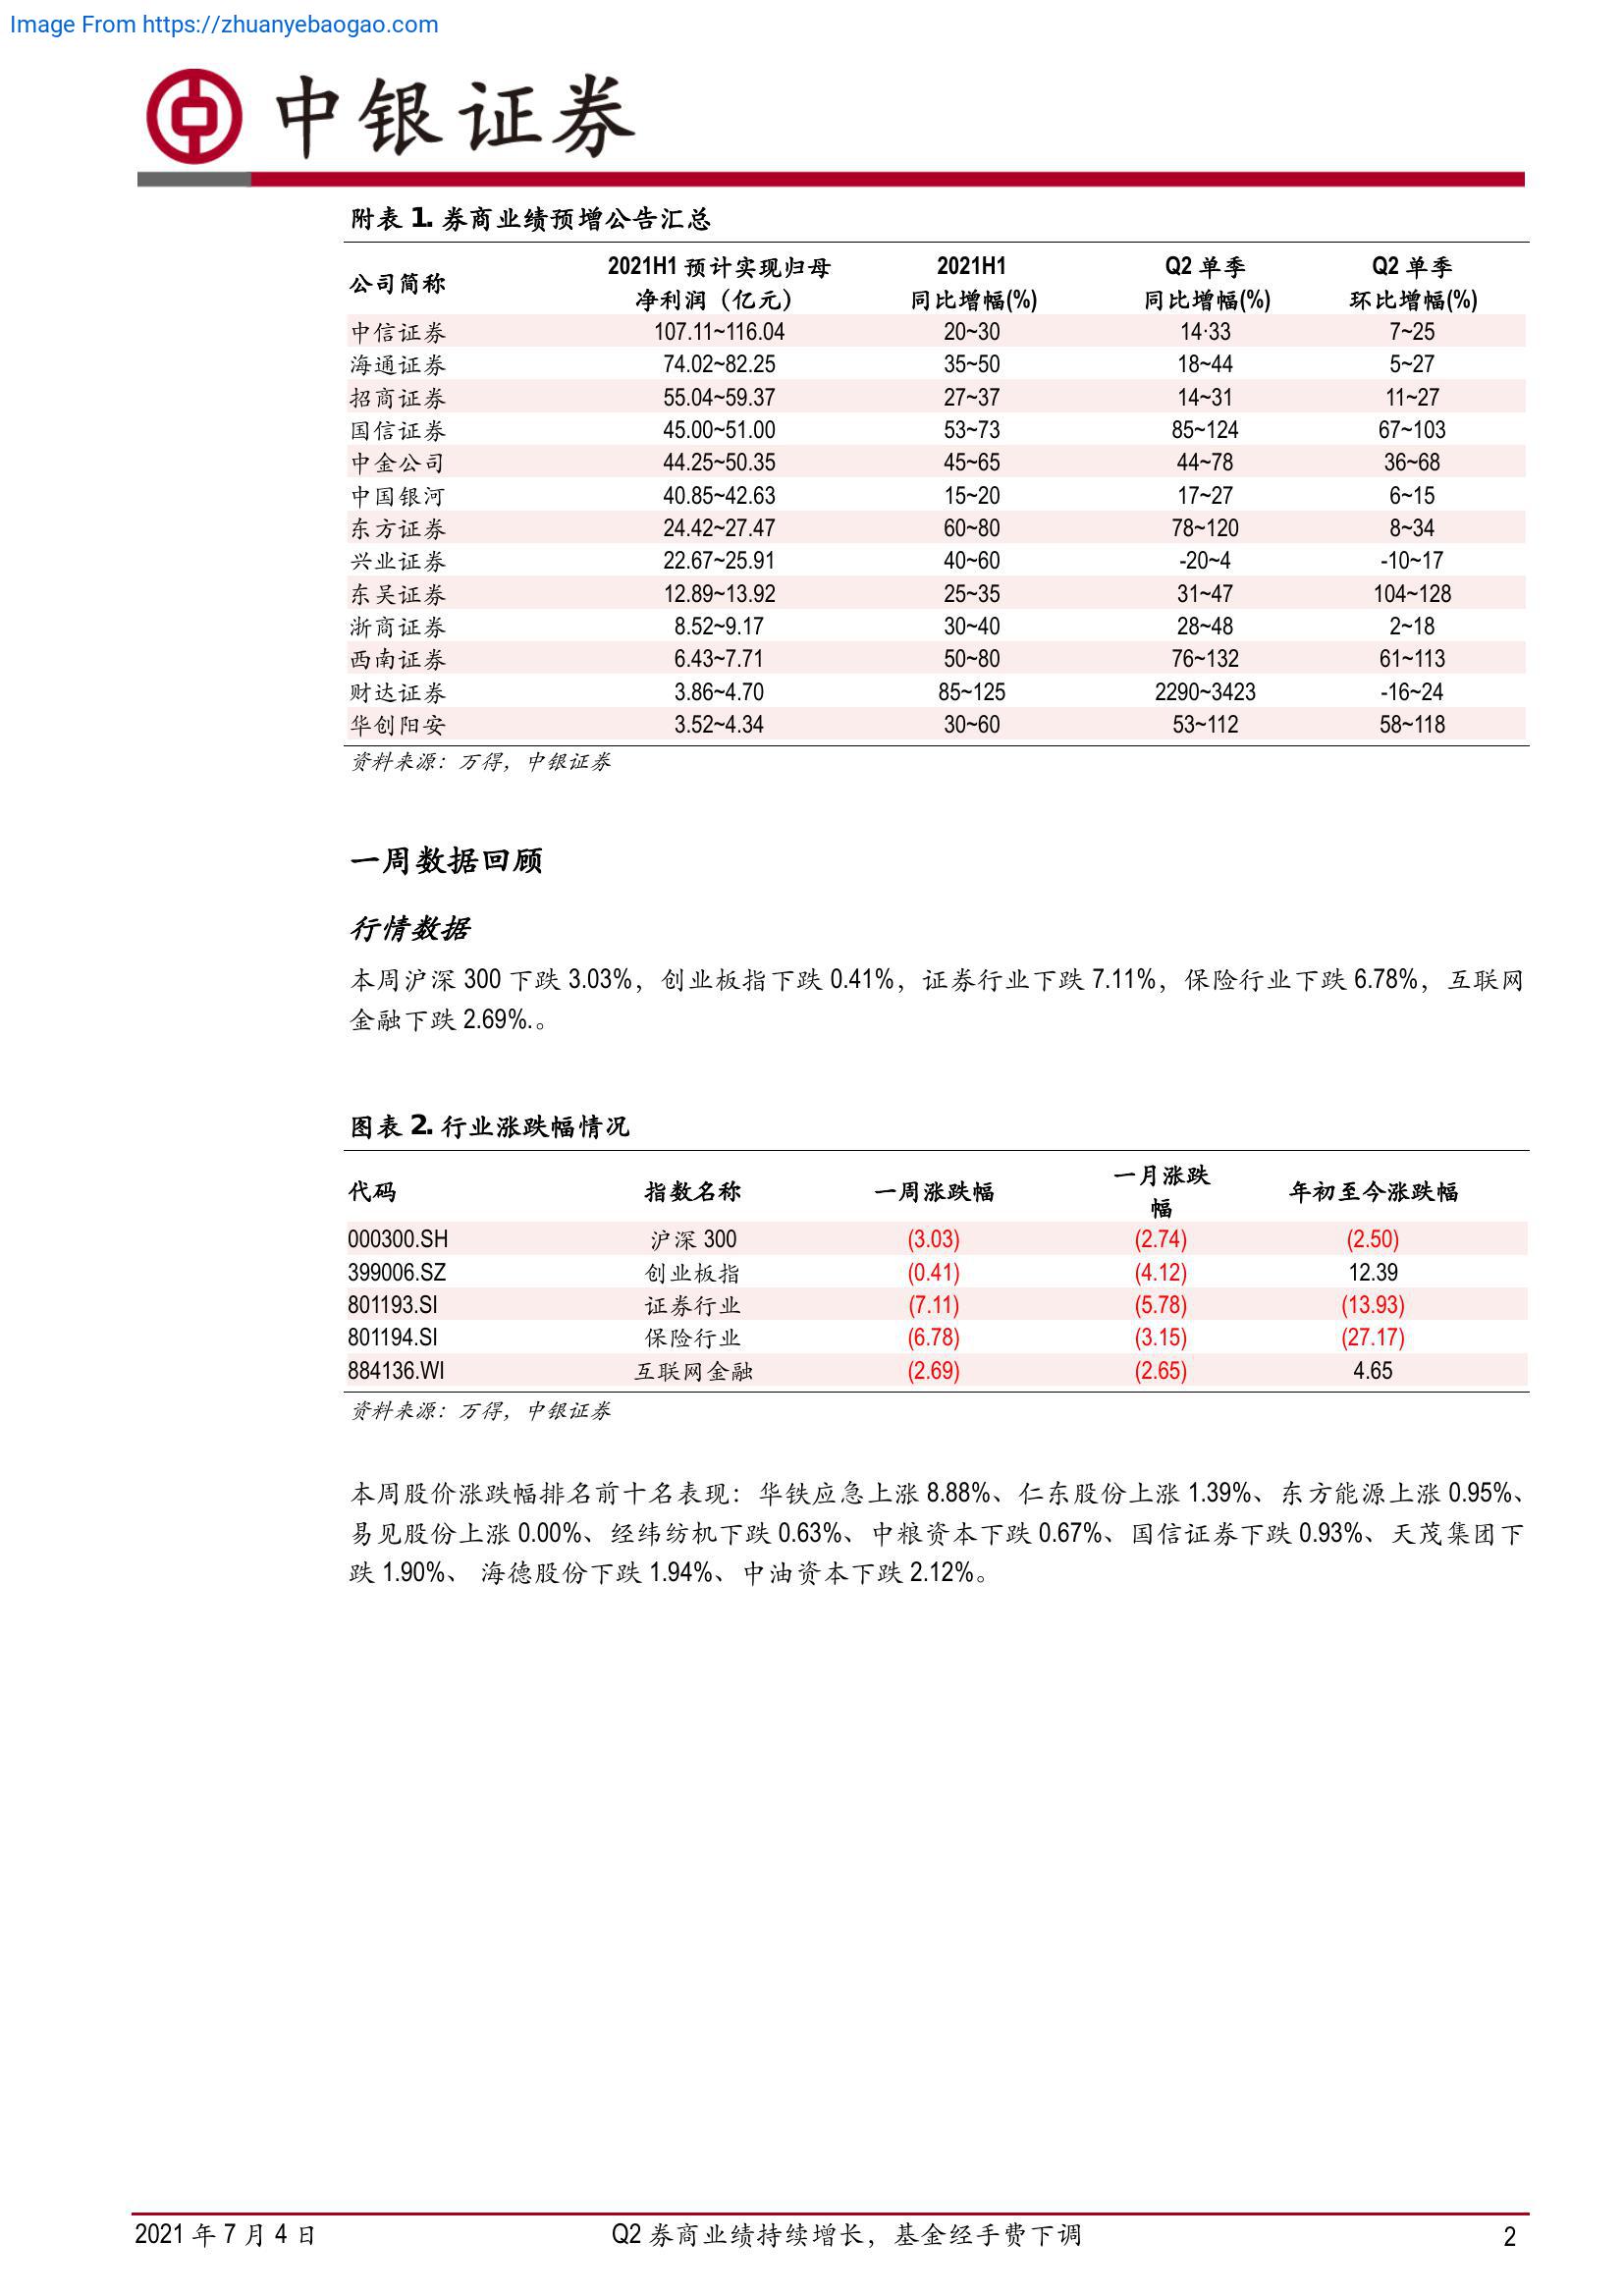 Image From https://zhuanyebaogao.com
中银证券
附表 1. 券商业绩预增公告汇总
公司简称 2021H1 预计实现归母净利润（亿元） 2021H1 同比增幅(%) Q2 单季同比增幅(%) Q2 单季环比增幅(%)
中信证券 107.11~116.04 20~30 14·33 7~25
海通证券 74.02~82.25 35~50 18~44 5~27
招商证券 55.04~59.37 27~37 14~31 11~27
国信证券 45.00~51.00 53~73 85~124 67~103
中金公司 44.25~50.35 45~65 44~78 36~68
中国银河 40.85~42.63 15~20 17~27 6~15
东方证券 24.42~27.47 60~80 78~120 8~34
兴业证券 22.67~25.91 40~60 -20~4 -10~17
东吴证券 12.89~13.92 25~35 31~47 104~128
浙商证券 8.52~9.17 30~40 28~48 2~18
西南证券 6.43~7.71 50~80 76~132 61~113
财达证券 3.86~4.70 85~125 2290~3423 -16~24
华创阳安 3.52~4.34 30~60 53~112 58~118
资料来源：万得，中银证券
一周数据回顾
行情数据
本周沪深 300 下跌 3.03%，创业板指下跌 0.41%，证券行业下跌 7.11%，保险行业下跌 6.78%，互联网
金融下跌 2.69%.。
图表 2. 行业涨跌幅情况
代码 指数名称 一周涨跌幅 一月涨跌幅 年初至今涨跌幅
000300.SH 沪深 300 (3.03) (2.74) (2.50)
399006.SZ 创业板指 (0.41) (4.12) 12.39
801193.SI 证券行业 (7.11) (5.78) (13.93)
801194.SI 保险行业 (6.78) (3.15) (27.17)
884136.WI 互联网金融 (2.69) (2.65) 4.65
资料来源：万得，中银证券
本周股价涨跌幅排名前十名表现：华铁应急上涨 8.88%、仁东股份上涨 1.39%、东方能源上涨 0.95%、
易见股份上涨 0.00%、经纬纺机下跌 0.63%、中粮资本下跌 0.67%、国信证券下跌 0.93%、天茂集团下
跌 1.90%、 海德股份下跌 1.94%、中油资本下跌 2.12%。
2021 年 7 月 4 日 Q2 券商业绩持续增长，基金经手费下调 2